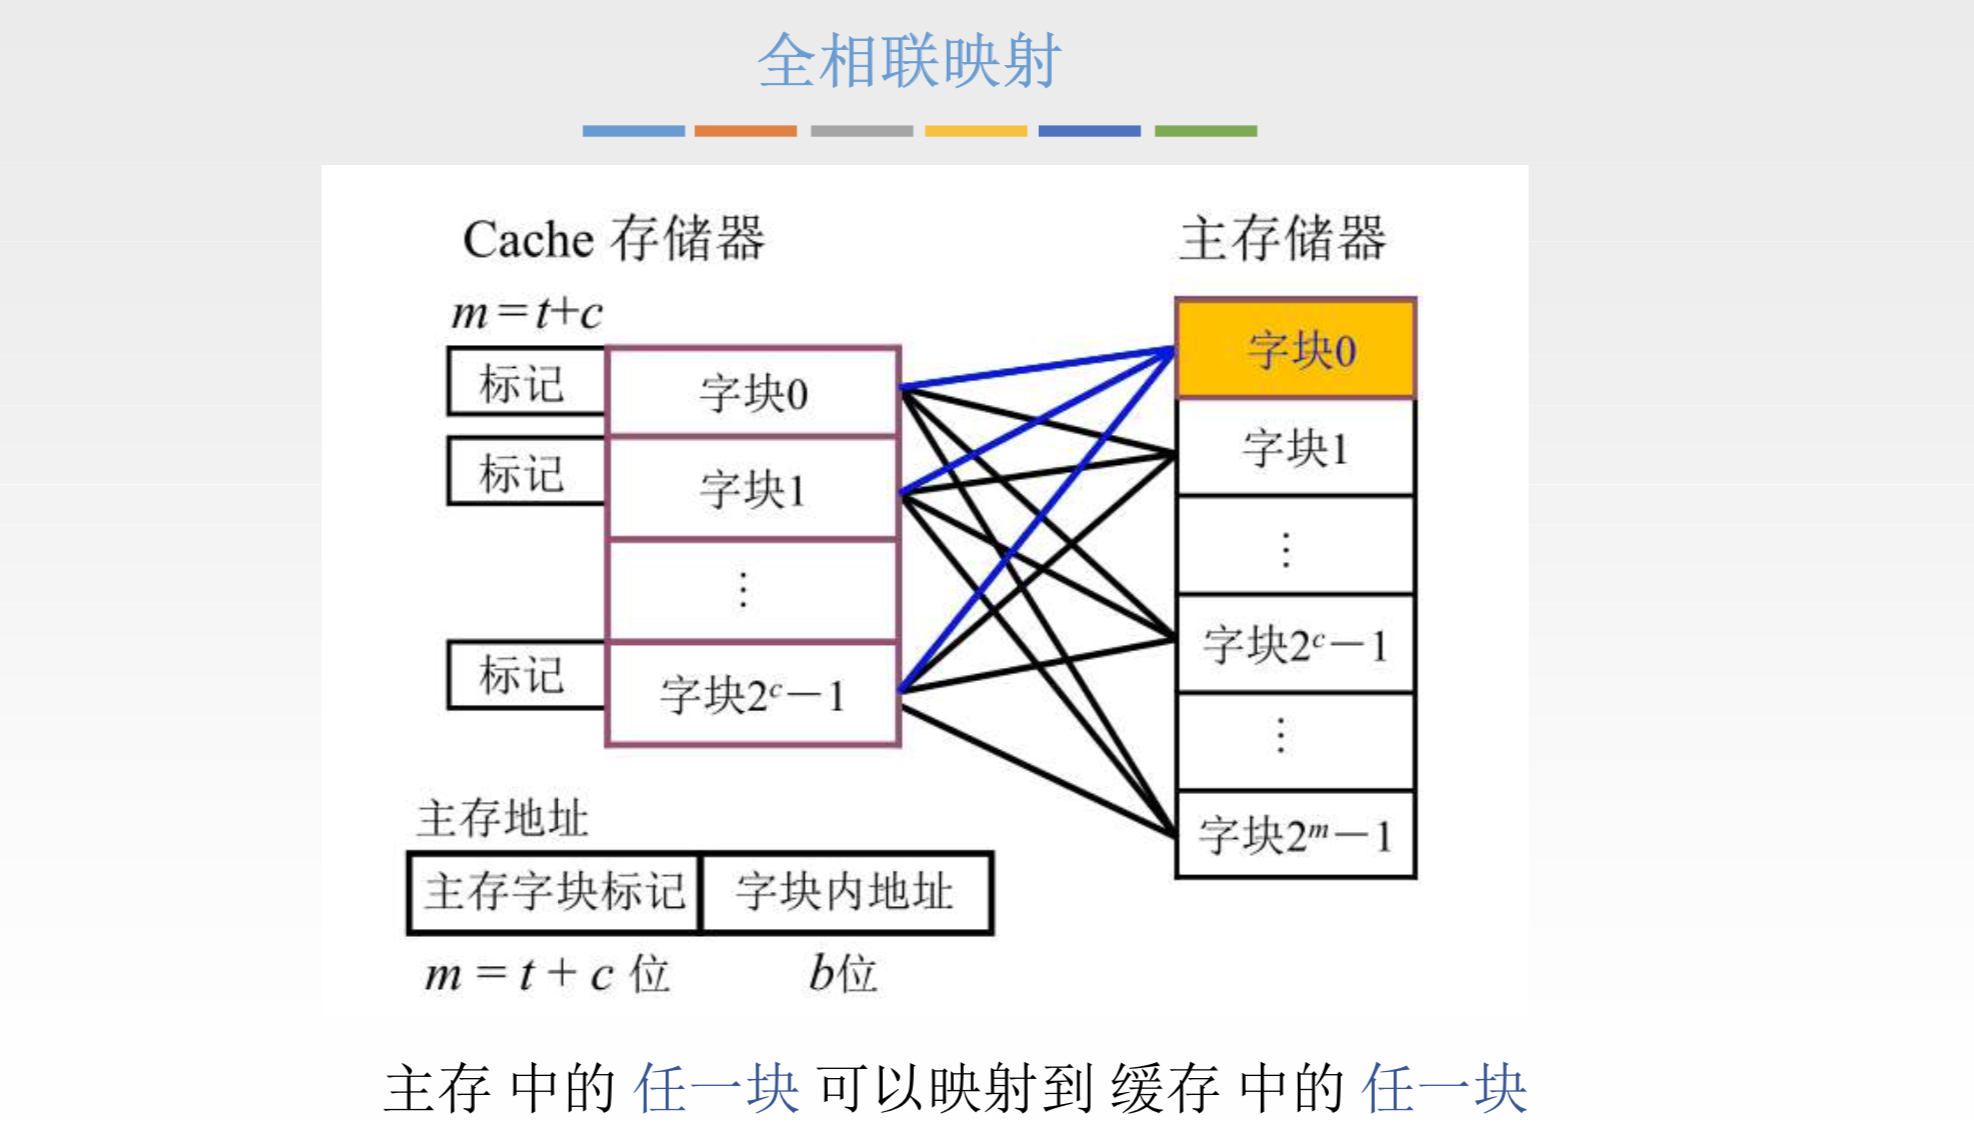 全相联映射
Cache 存储器
主存储器
m = t+c
标记
字块0
标记
字块1
⋮
标记
字块2ᶜ－1
字块0
字块1
⋮
字块2ᶜ－1
⋮
字块2ᵐ－1
主存地址
主存字块标记 字块内地址
m = t + c 位 b位
主存 中的 任一块 可以映射到 缓存 中的 任一块